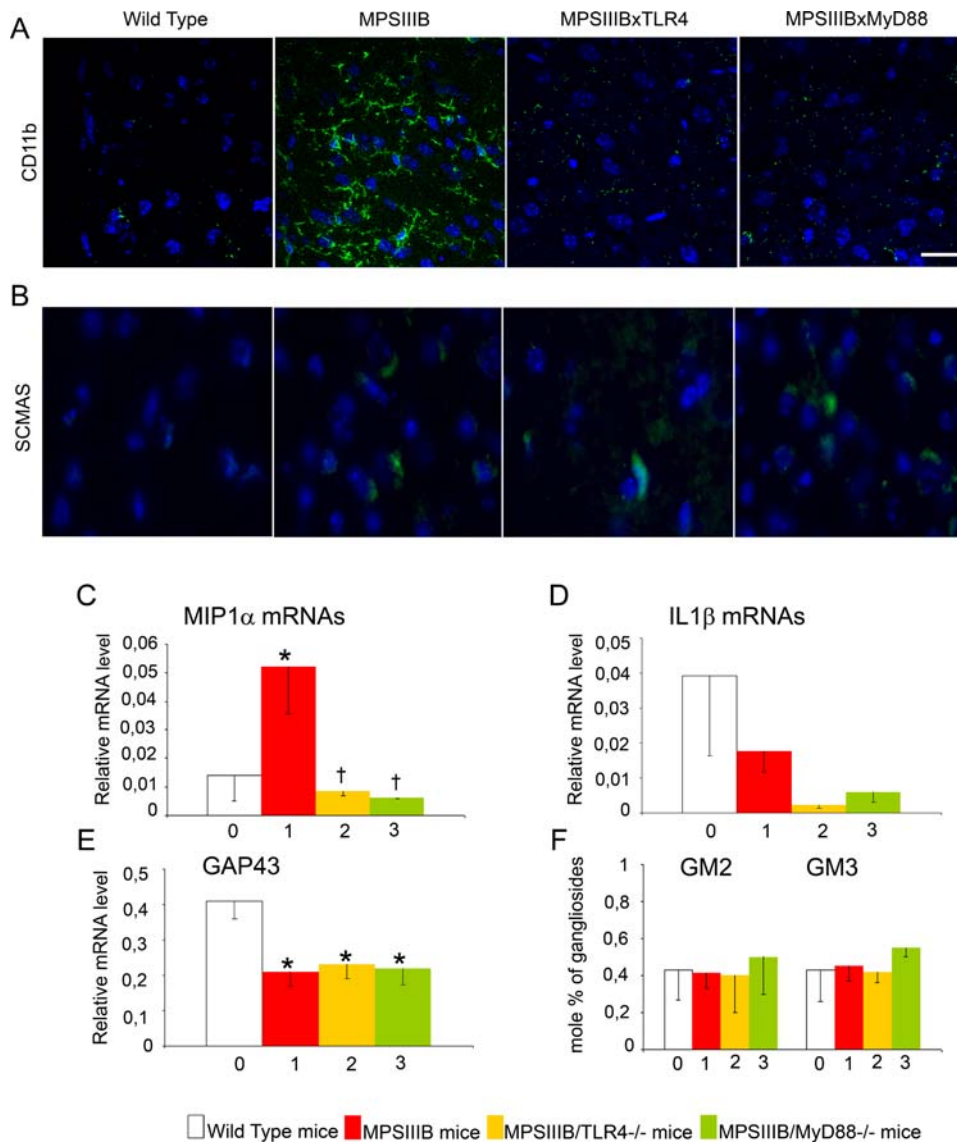 Wild Type MPSIIIB MPSIIIBxTLR4 MPSIIIBxMyD88
A
CD11b
B
SCMAS
C
MIP1α mRNAs
Relative mRNA level
0,06
0,05
0,04
0,03
0,02
0,01
0
*
†
†
0 1 2 3
D
IL1β mRNAs
Relative mRNA level
0,05
0,04
0,03
0,02
0,01
0
0 1 2 3
E
GAP43
Relative mRNA level
0,5
0,4
0,3
0,2
0,1
0
* * *
0 1 2 3
F
GM2 GM3
mole % of gangliosides
1
0,8
0,6
0,4
0,2
0
0 1 2 3 0 1 2 3
Wild Type mice MPSIIIB mice MPSIIIB/TLR4-/- mice MPSIIIB/MyD88-/- mice